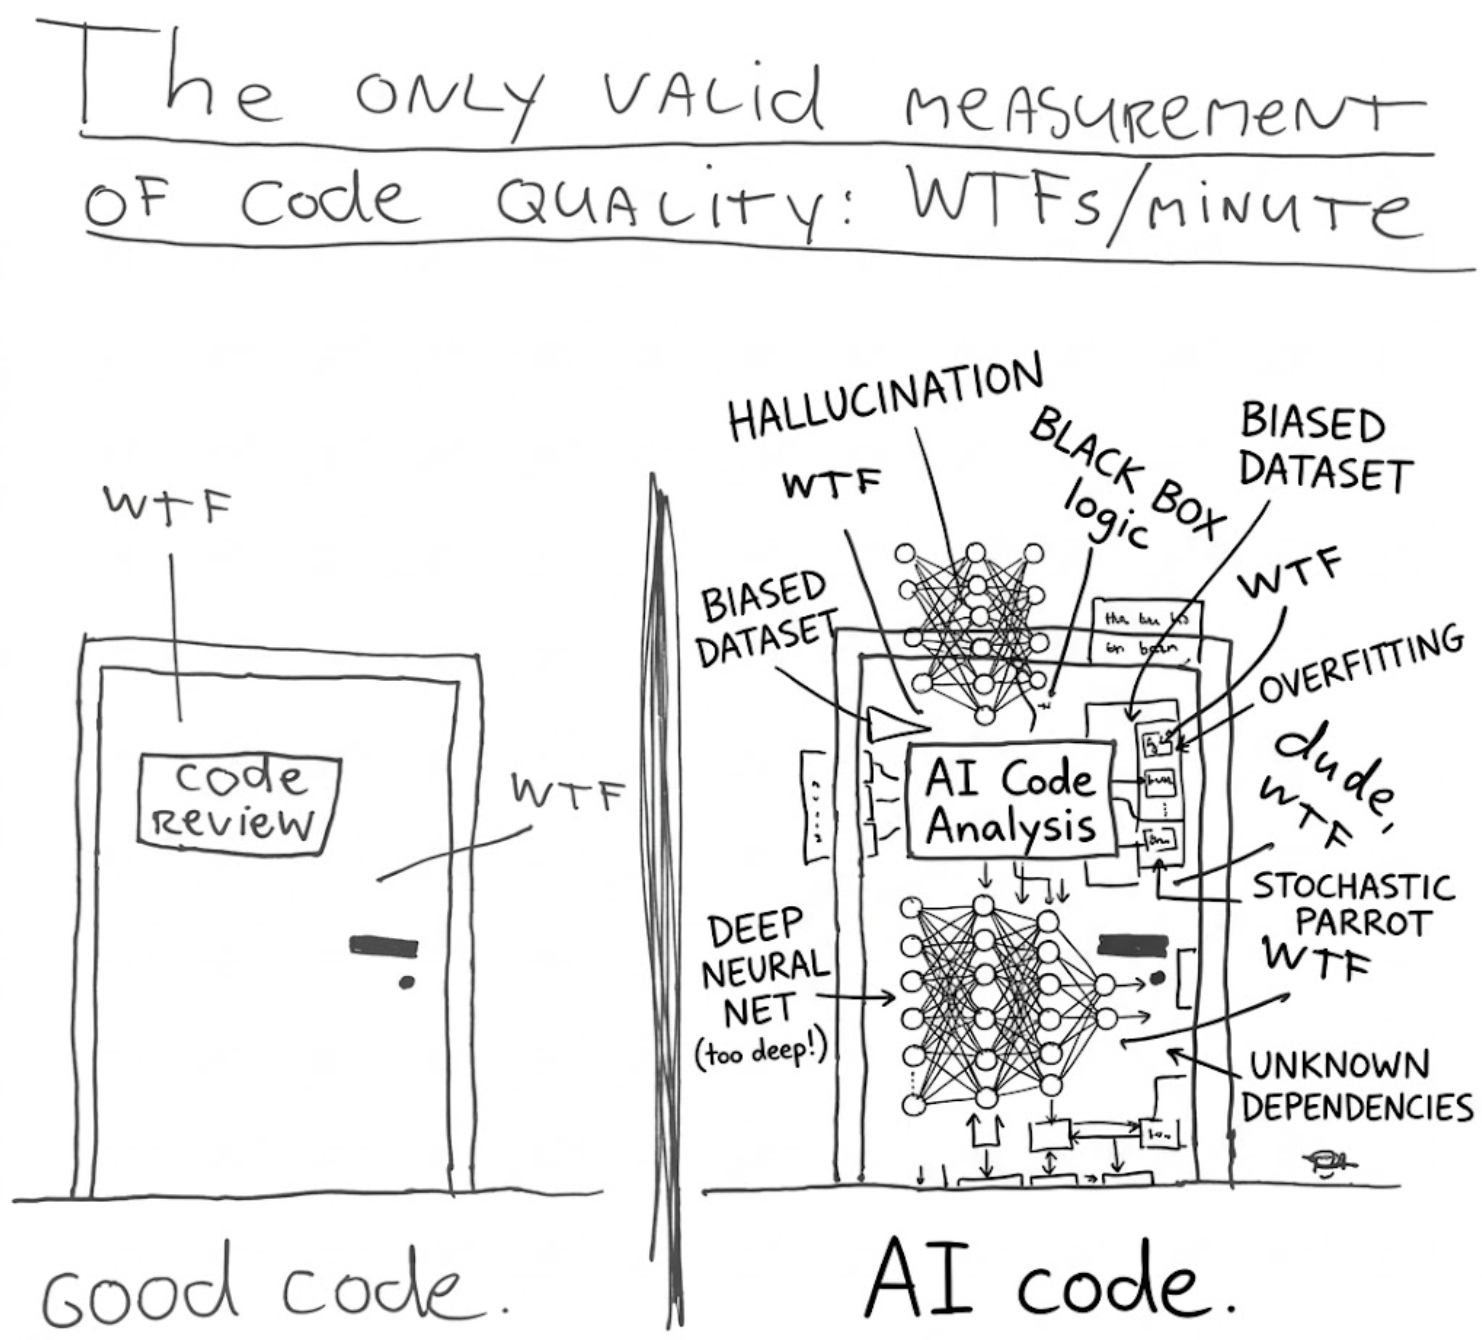 The ONLY VALid MeASUREMENT
OF Code QUALiTY: WTFs/MiNUTe
WTF
Code
REVieW
WTF
Good Code.
HALLUCINATION
WTF
BLACK BOX
logic
BIASED
DATASET
BIASED
DATASET
WTF
OVERFITTING
AI Code
Analysis
dude,
WTF
STOCHASTIC
PARROT
DEEP
NEURAL
NET
(too deep!)
WTF
UNKNOWN
DEPENDENCIES
AI code.